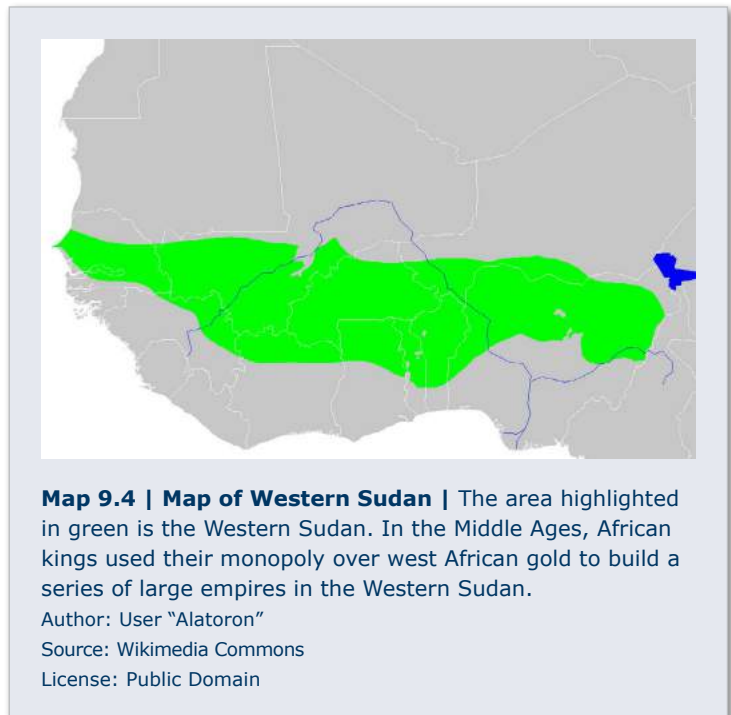 Map 9.4 | Map of Western Sudan | The area highlighted
in green is the Western Sudan. In the Middle Ages, African
kings used their monopoly over west African gold to build a
series of large empires in the Western Sudan.
Author: User “Alatoron”
Source: Wikimedia Commons
License: Public Domain